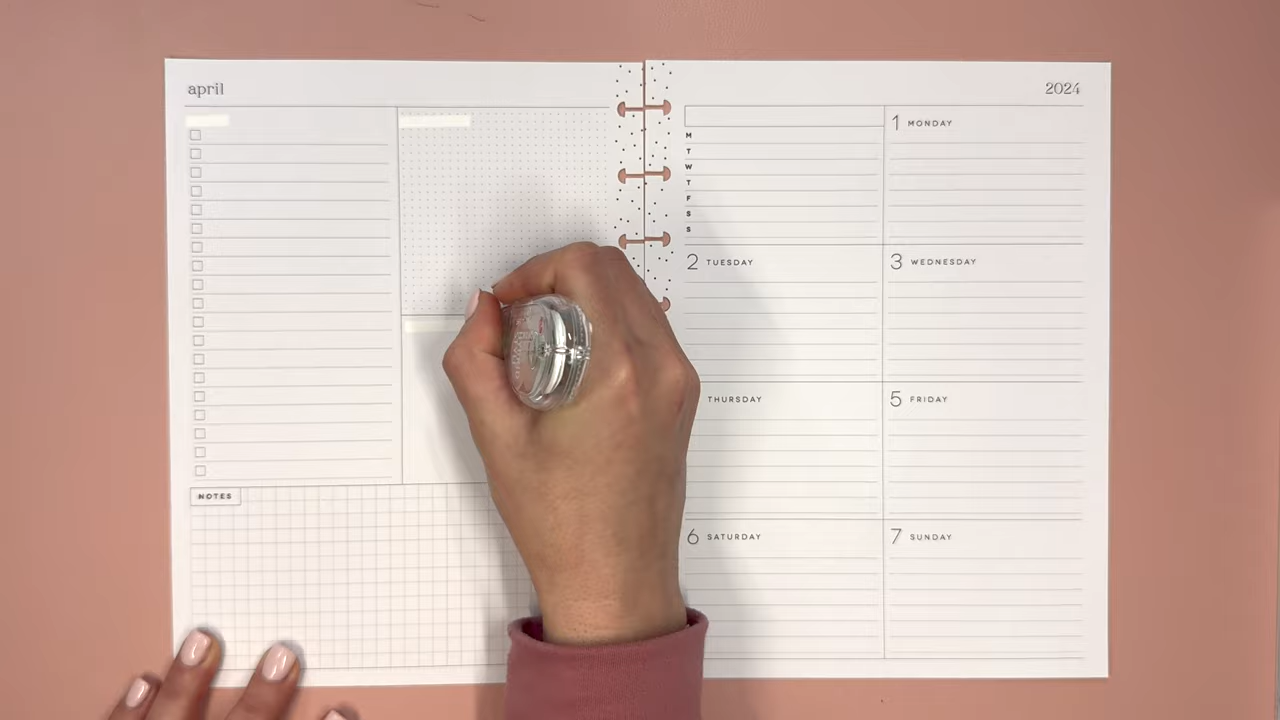 april
NOTES
2024
M
T
W
T
F
S
S
1 MONDAY
2 TUESDAY
3 WEDNESDAY
THURSDAY
5 FRIDAY
6 SATURDAY
7 SUNDAY